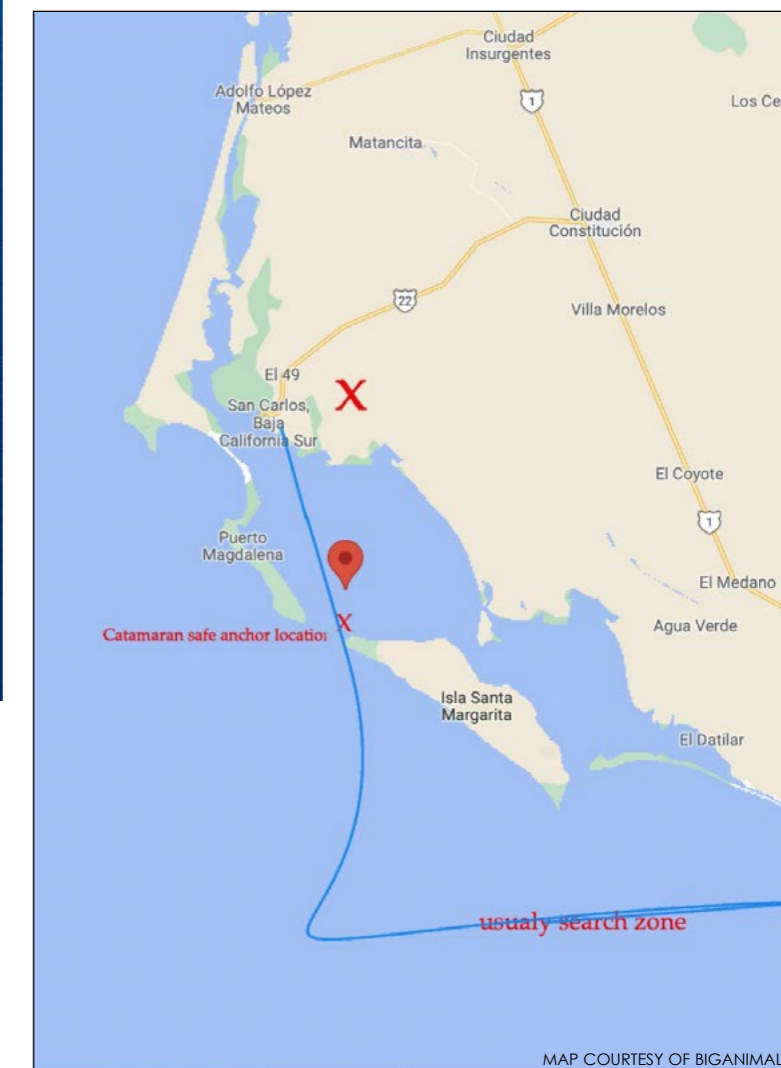 Ciudad
Insurgentes
Adolfo López
Mateos
1
Los Ce
Matancita
Ciudad
Constitución
22
Villa Morelos
El 49
X
San Carlos,
Baja
California Sur
El Coyote
1
Puerto
Magdalena
El Medano
X
Agua Verde
Catamaran safe anchor location
Isla Santa
Margarita
El Datilar
usualy search zone
MAP COURTESY OF BIGANIMAL